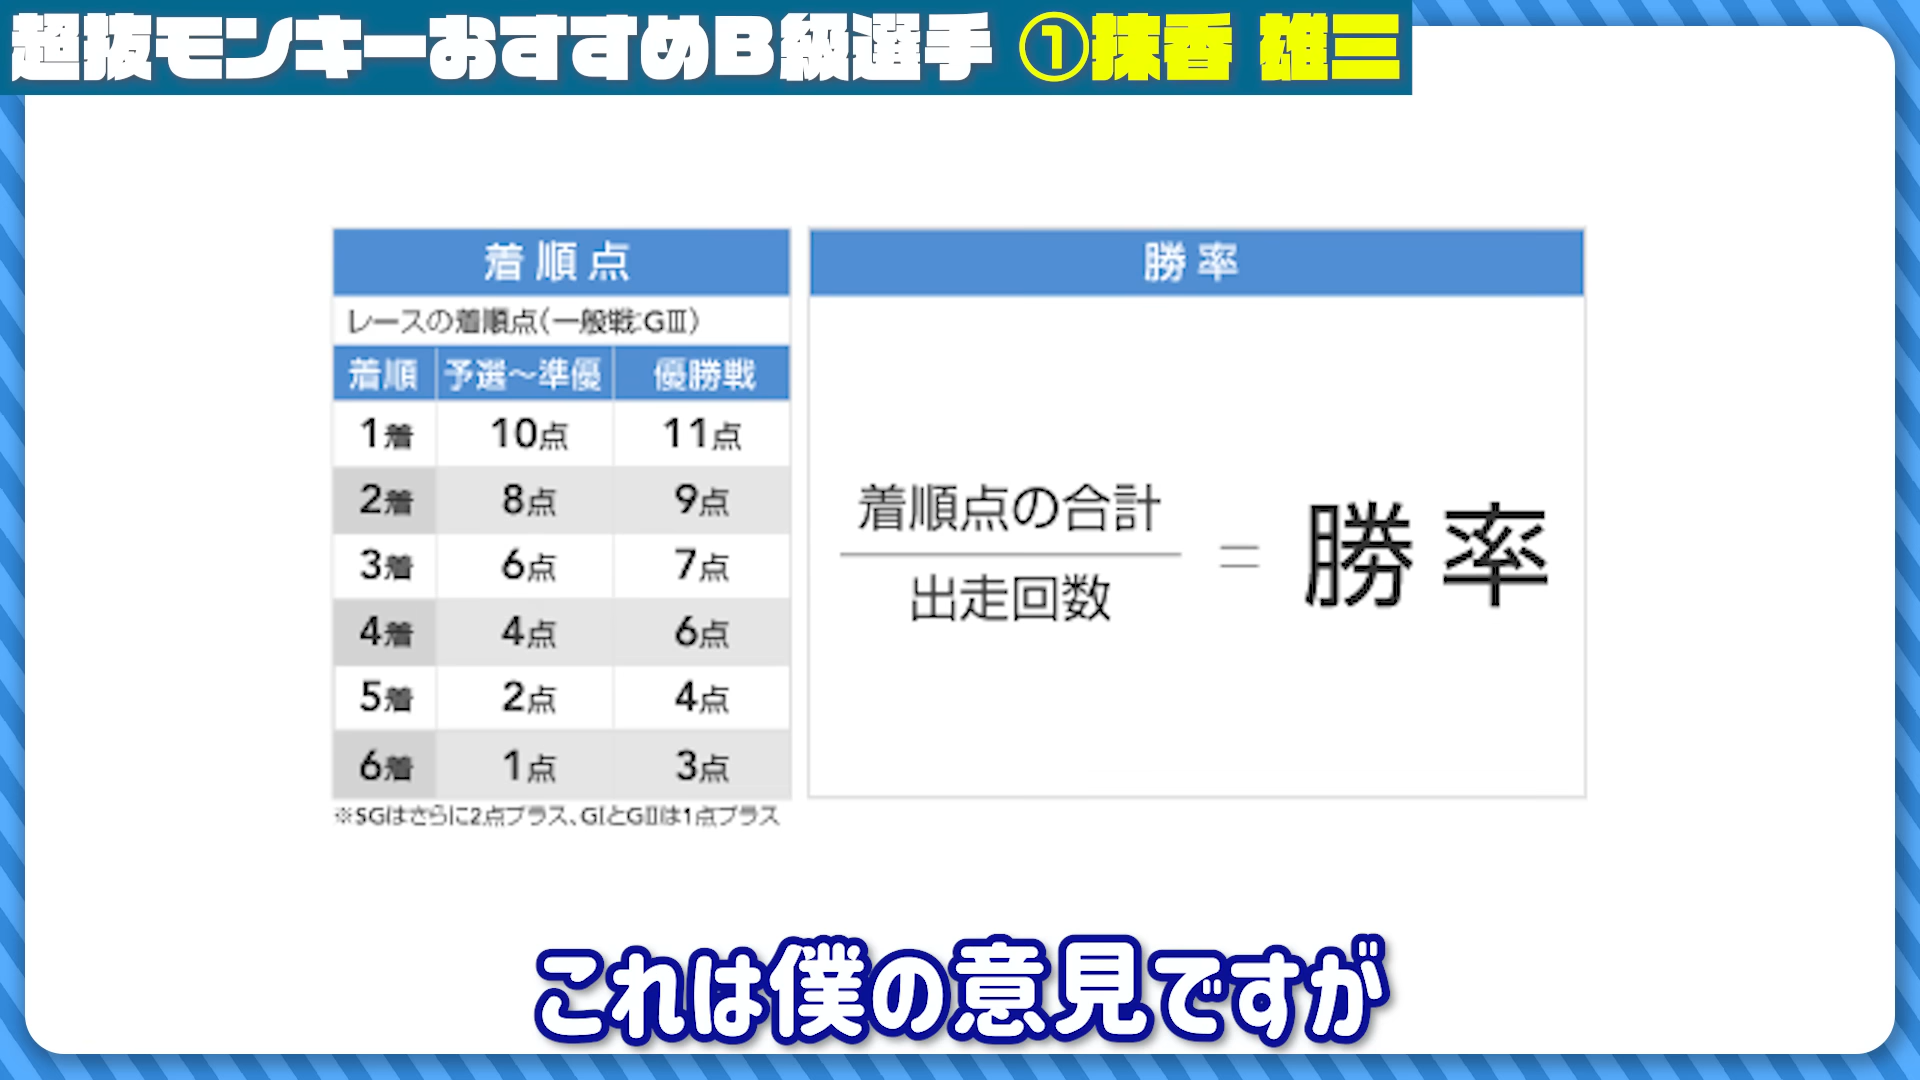 超抜モンキーおすすめB級選手 ①抹香 雄三
着順点
レースの着順点(一般戦:GⅢ)
着順 予選～準優 優勝戦
1着 10点 11点
2着 8点 9点
3着 6点 7点
4着 4点 6点
5着 2点 4点
6着 1点 3点
※SGはさらに2点プラス、GⅠとGⅡは1点プラス
勝率
着順点の合計
出走回数
= 勝率
これは僕の意見ですが